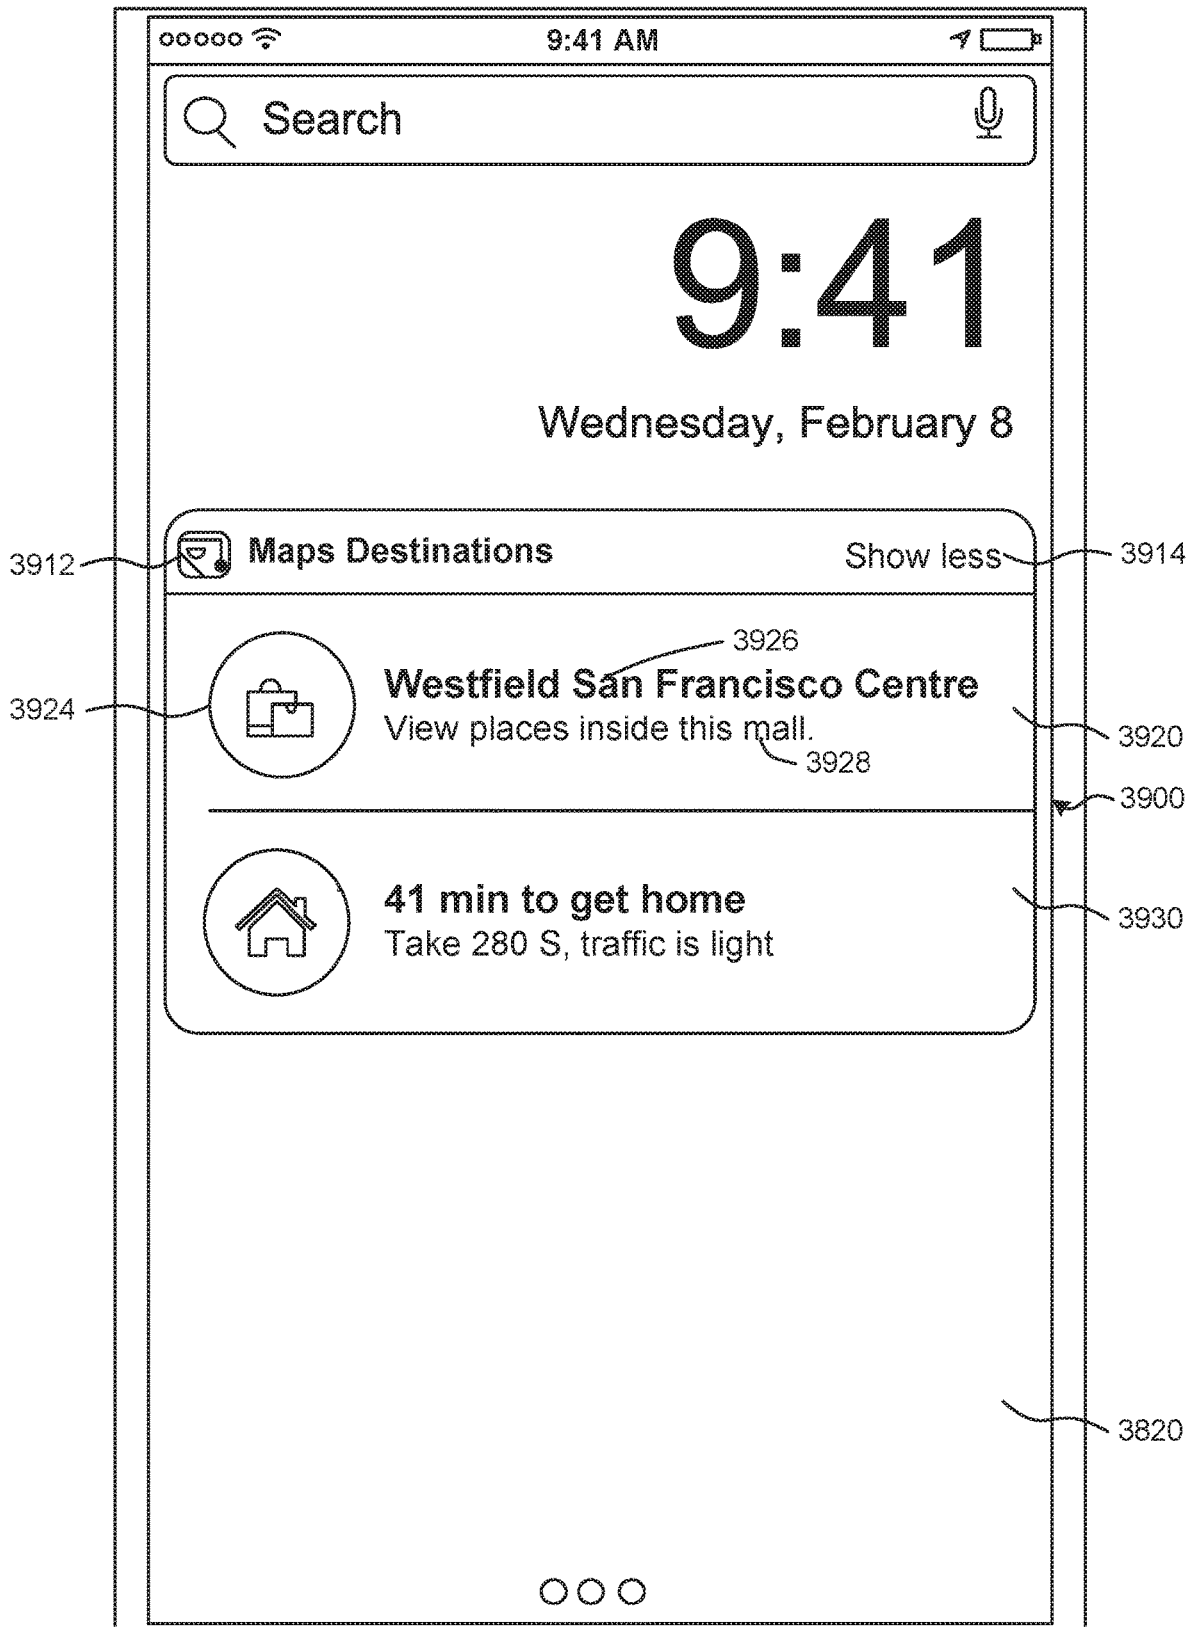 9:41 AM
Search
9:41
Wednesday, February 8
3912
Maps Destinations
Show less
3914
3926
Westfield San Francisco Centre
3924
View places inside this mall.
3920
3928
3900
41 min to get home
3930
Take 280 S, traffic is light
3820